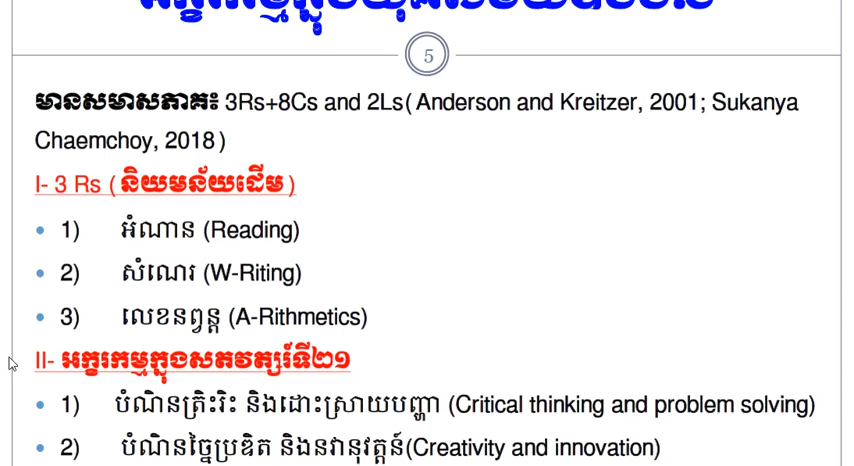 5
មានសមាសភាគ៖ 3Rs+8Cs and 2Ls(Anderson and Kreitzer, 2001; Sukanya
Chaemchoy, 2018)
I- 3 Rs (និយមន័យដើម)
• 1) អំណាន (Reading)
• 2) សំណេរ (W-Riting)
• 3) លេខនព្វន្ត (A-Rithmetics)
II- អក្ខរកម្មក្នុងសតវត្សរ៍ទី២១
• 1) បំណិនត្រិះរិះ និងដោះស្រាយបញ្ហា (Critical thinking and problem solving)
• 2) បំណិនច្នៃប្រឌិត និងនវានុវត្តន៍(Creativity and innovation)